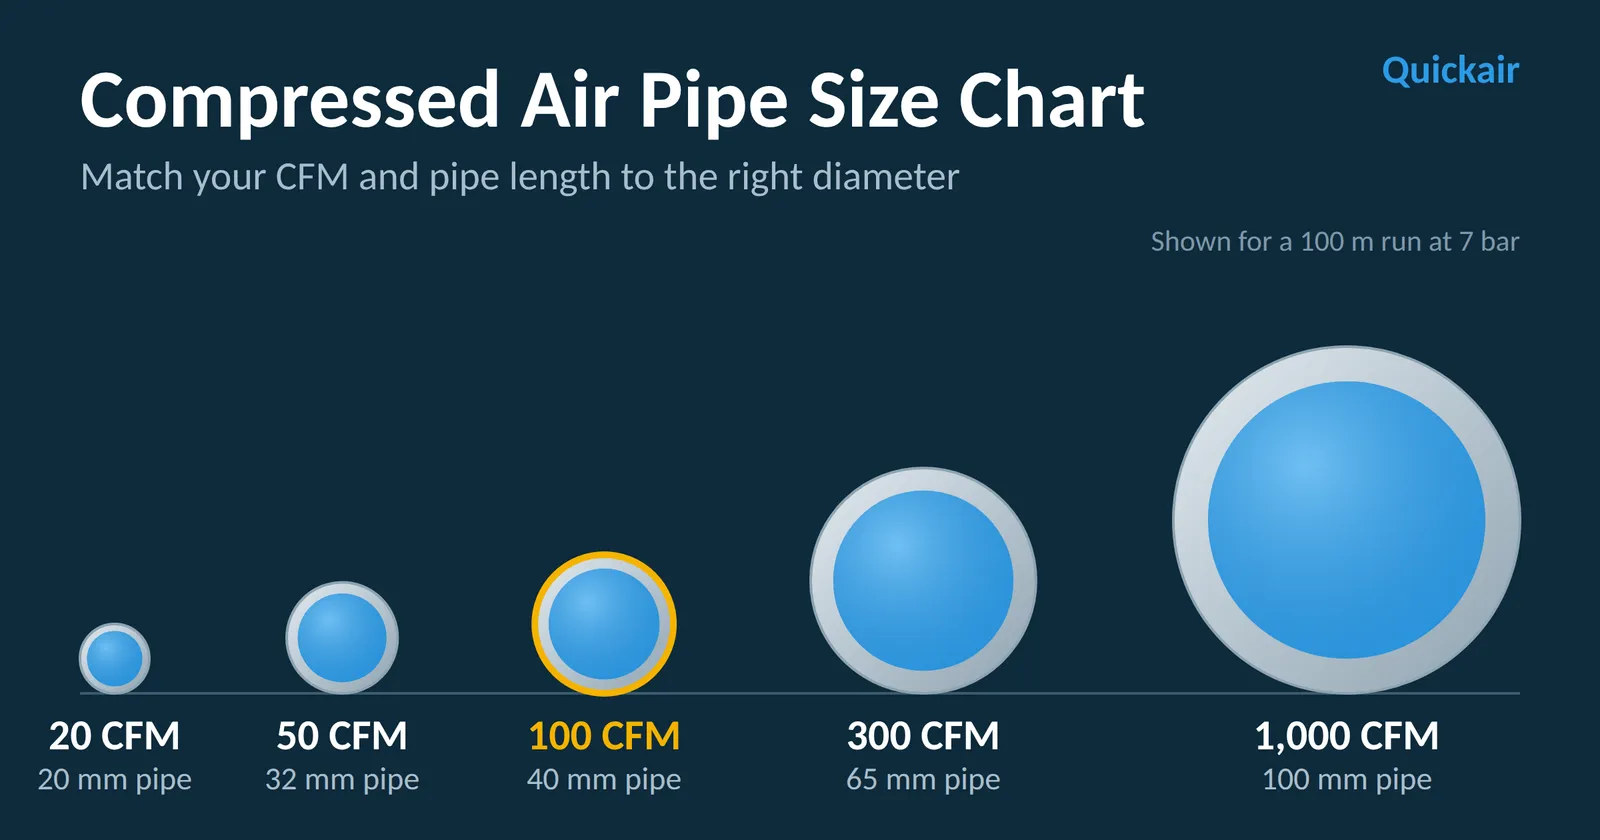 Compressed Air Pipe Size Chart
Quickair
Match your CFM and pipe length to the right diameter
Shown for a 100 m run at 7 bar
20 CFM
20 mm pipe
50 CFM
32 mm pipe
100 CFM
40 mm pipe
300 CFM
65 mm pipe
1,000 CFM
100 mm pipe